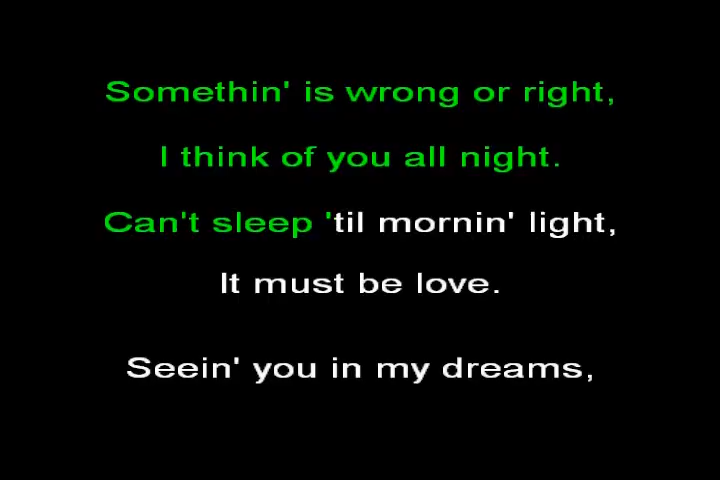 Somethin' is wrong or right,
I think of you all night.
Can't sleep 'til mornin' light,
It must be love.
Seein' you in my dreams,